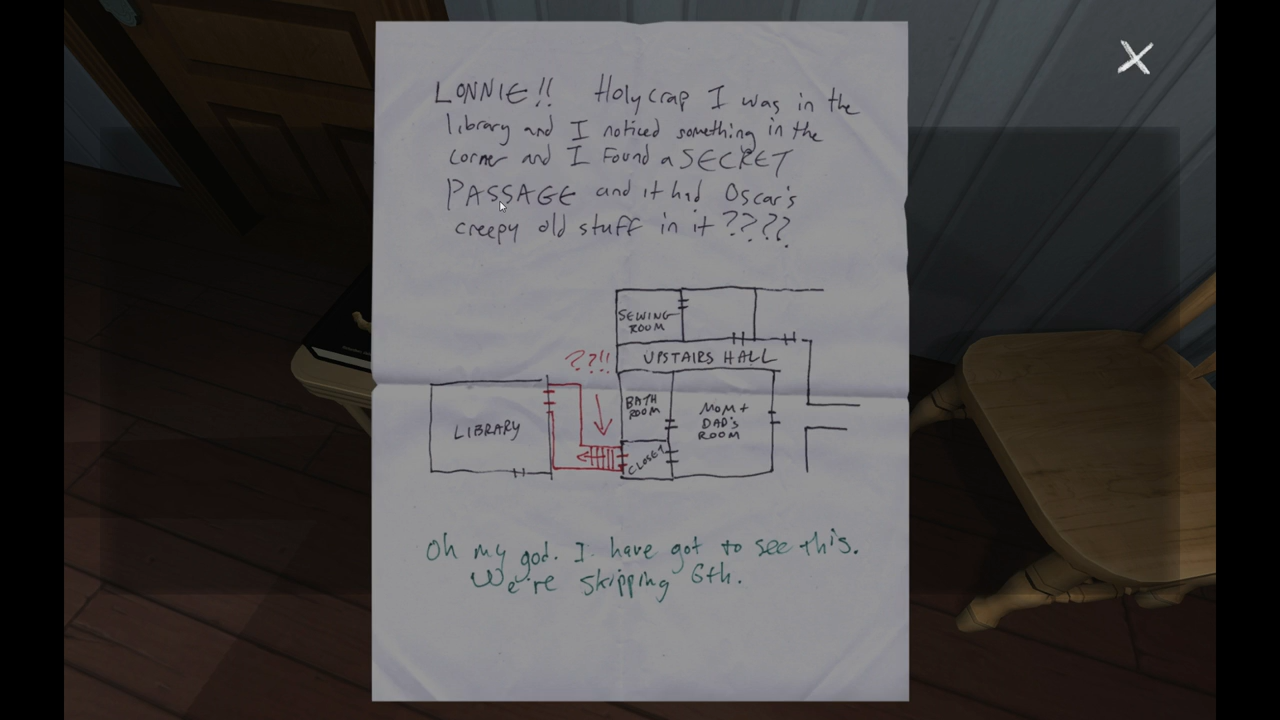 LONNIE!! Holy crap I was in the
library and I noticed something in the
corner and I found a SECRET
PASSAGE and it had Oscar's
creepy old stuff in it ????
SEWING
ROOM
UPSTAIRS HALL
??!!
BATH
ROOM
MOM +
DAD'S
ROOM
LIBRARY
CLOSET
Oh my god. I have got to see this.
We're skipping 6th.